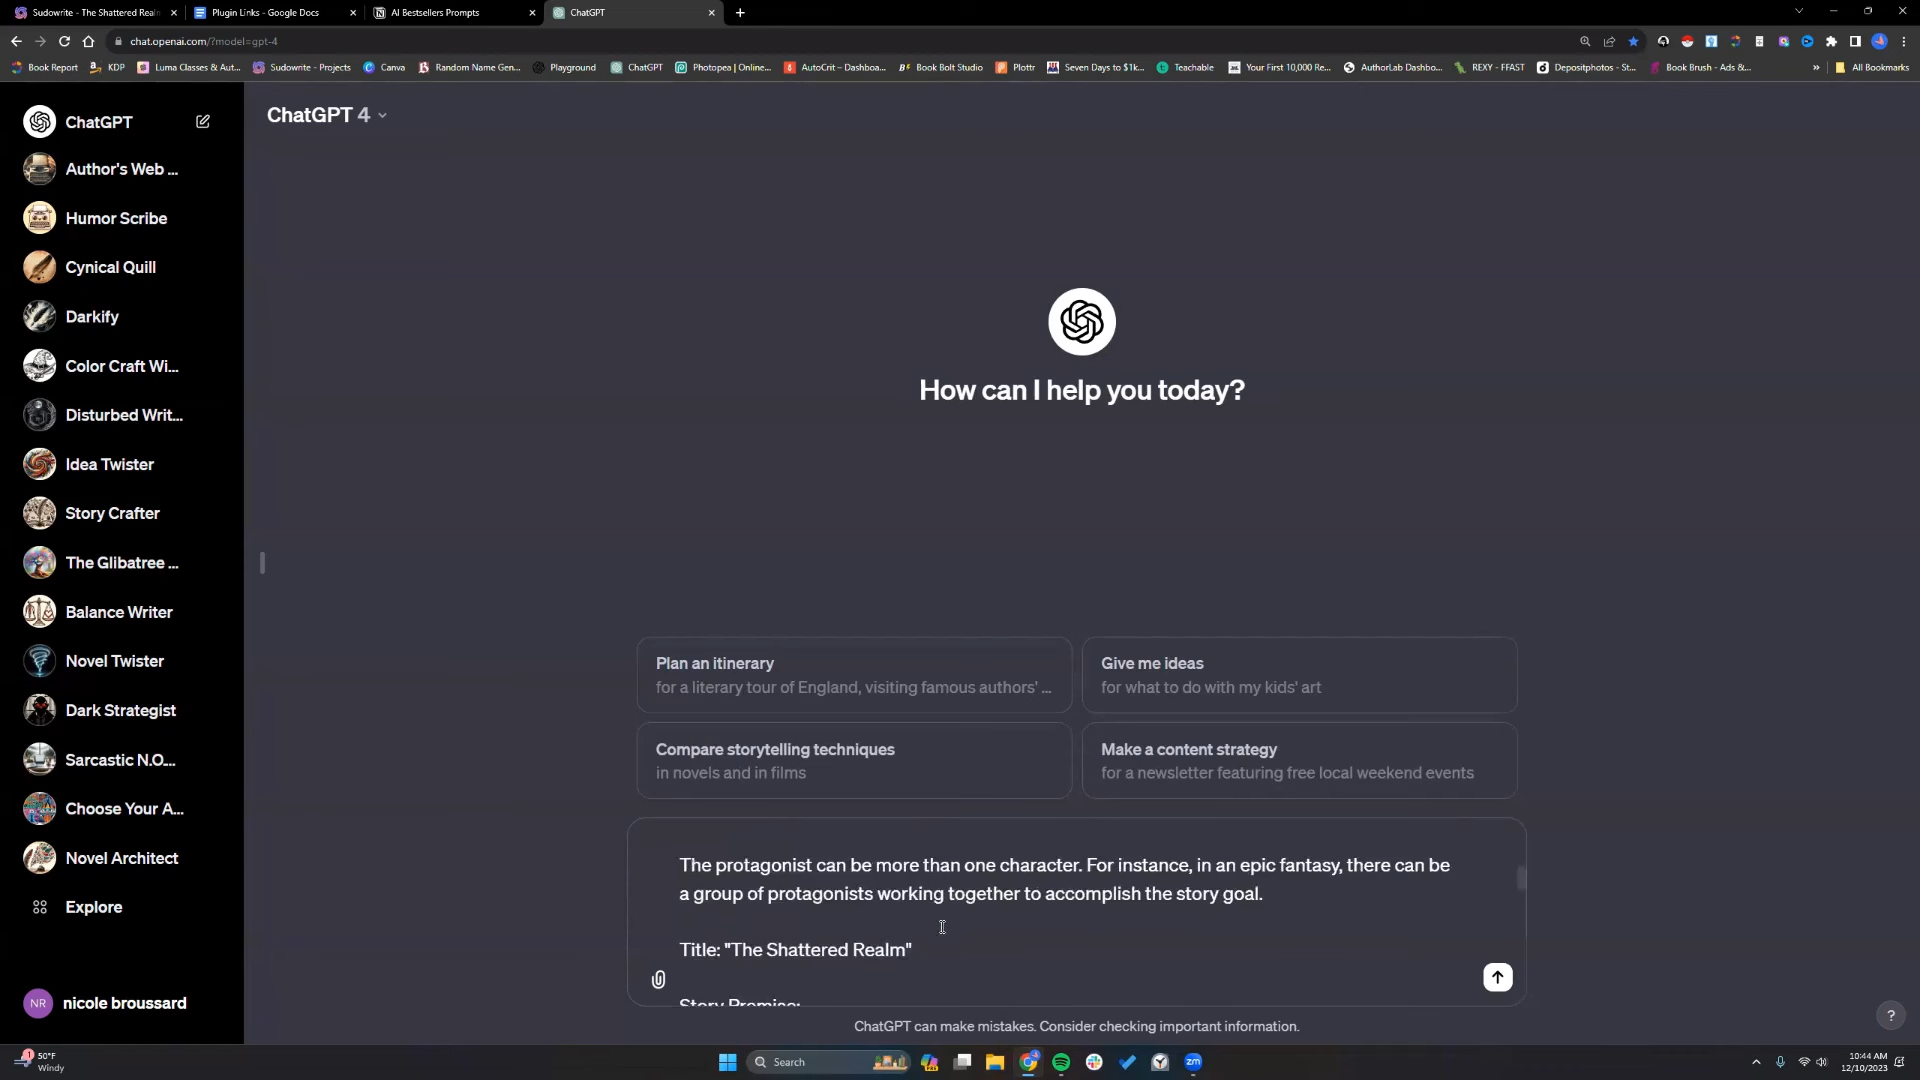 Sudowrite - The Shattered Real
Plugin Links - Google Docs
AI Bestsellers Prompts
ChatGPT
chat.openai.com/?model=gpt-4
Book Report
KDP
Luma Classes & Aut...
Sudowrite - Projects
Canva
Random Name Gen...
Playground
ChatGPT
Photopea | Online...
AutoCrit – Dashboa...
Book Bolt Studio
Plottr
Seven Days to $1k...
Teachable
Your First 10,000 Re...
AuthorLab Dashbo...
REXY - FFAST
Depositphotos - St...
Book Brush - Ads &...
»
All Bookmarks
ChatGPT
Author's Web ...
Humor Scribe
Cynical Quill
Darkify
Color Craft Wi...
Disturbed Writ...
Idea Twister
Story Crafter
The Glibatree ...
Balance Writer
Novel Twister
Dark Strategist
Sarcastic N.O....
Choose Your A...
Novel Architect
Explore
NR
nicole broussard
ChatGPT 4
How can I help you today?
Plan an itinerary
for a literary tour of England, visiting famous authors' ...
Give me ideas
for what to do with my kids' art
Compare storytelling techniques
in novels and in films
Make a content strategy
for a newsletter featuring free local weekend events
The protagonist can be more than one character. For instance, in an epic fantasy, there can be
a group of protagonists working together to accomplish the story goal.
Title: "The Shattered Realm"
Story Premise:
ChatGPT can make mistakes. Consider checking important information.
?
1
50°F
Windy
Search
zm
10:44 AM
12/10/2023